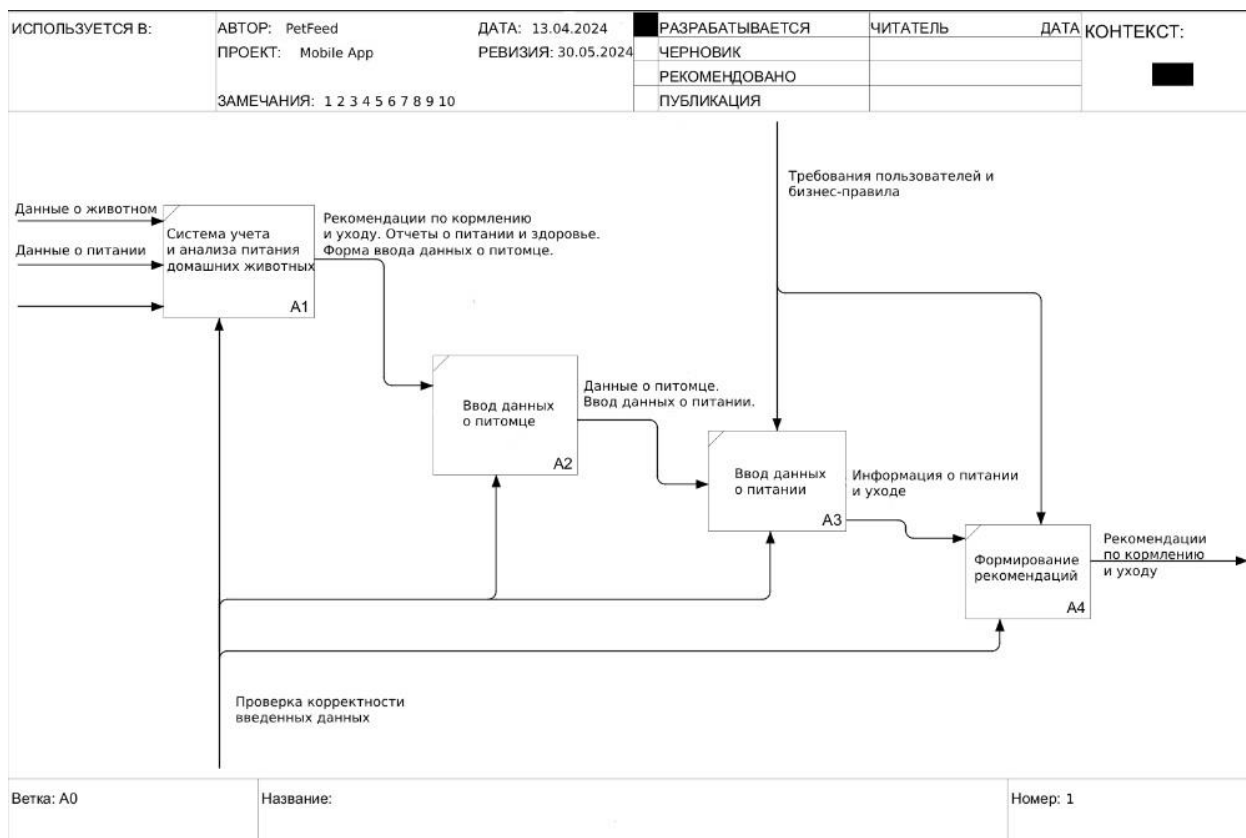 ИСПОЛЬЗУЕТСЯ В:
АВТОР: PetFeed
ДАТА: 13.04.2024
ПРОЕКТ: Mobile App
РЕВИЗИЯ: 30.05.2024
ЗАМЕЧАНИЯ: 1 2 3 4 5 6 7 8 9 10
РАЗРАБАТЫВАЕТСЯ
ЧЕРНОВИК
РЕКОМЕНДОВАНО
ПУБЛИКАЦИЯ
ЧИТАТЕЛЬ
ДАТА
КОНТЕКСТ:
Требования пользователей и
бизнес-правила
Данные о животном
Данные о питании
Система учета
и анализа питания
домашних животных
A1
Рекомендации по кормлению
и уходу. Отчеты о питании и здоровье.
Форма ввода данных о питомце.
Ввод данных
о питомце
A2
Данные о питомце.
Ввод данных о питании.
Ввод данных
о питании
A3
Информация о питании
и уходе
Формирование
рекомендаций
A4
Рекомендации
по кормлению
и уходу
Проверка корректности
введенных данных
Ветка: A0
Название:
Номер: 1